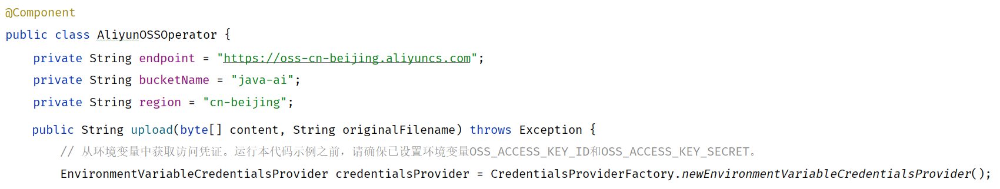 @Component
public class AliyunOSSOperator {
private String endpoint = "https://oss-cn-beijing.aliyuncs.com";
private String bucketName = "java-ai";
private String region = "cn-beijing";
public String upload(byte[] content, String originalFilename) throws Exception {
// 从环境变量中获取访问凭证。运行本代码示例之前，请确保已设置环境变量OSS_ACCESS_KEY_ID和OSS_ACCESS_KEY_SECRET。
EnvironmentVariableCredentialsProvider credentialsProvider = CredentialsProviderFactory.newEnvironmentVariableCredentialsProvider();